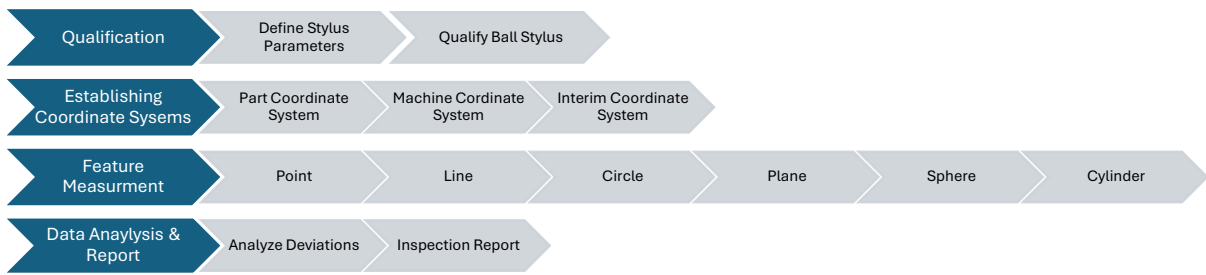 Qualification
Define Stylus
Parameters
Qualify Ball Stylus
Establishing
Coordinate Sysems
Part Coordinate
System
Machine Cordinate
System
Interim Coordinate
System
Feature
Measurment
Point
Line
Circle
Plane
Sphere
Cylinder
Data Anaylysis &
Report
Analyze Deviations
Inspection Report